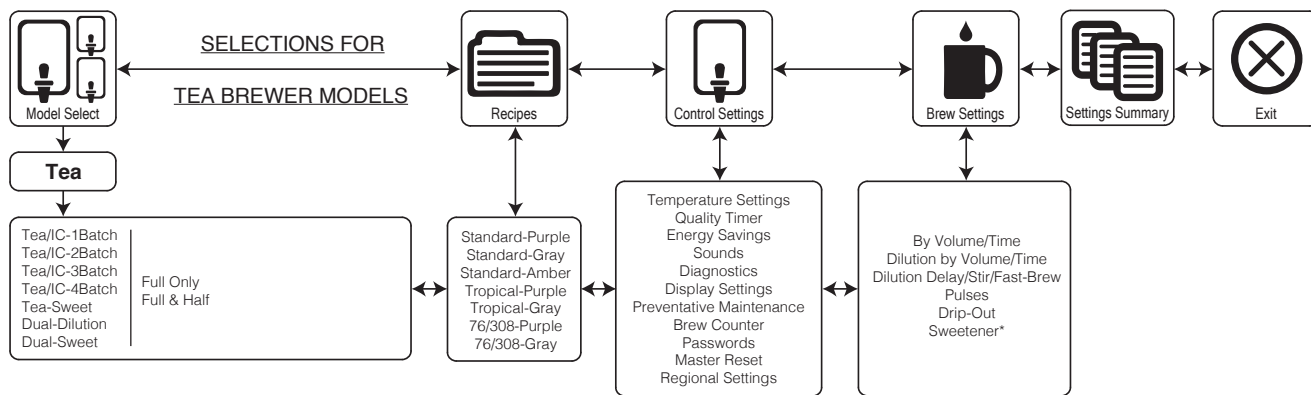 SELECTIONS FOR
TEA BREWER MODELS
Model Select
Recipes
Control Settings
Brew Settings
Settings Summary
Exit
Tea
Tea/IC-1Batch
Tea/IC-2Batch
Tea/IC-3Batch
Tea/IC-4Batch
Tea-Sweet
Dual-Dilution
Dual-Sweet
Full Only
Full & Half
Standard-Purple
Standard-Gray
Standard-Amber
Tropical-Purple
Tropical-Gray
76/308-Purple
76/308-Gray
Temperature Settings
Quality Timer
Energy Savings
Sounds
Diagnostics
Display Settings
Preventative Maintenance
Brew Counter
Passwords
Master Reset
Regional Settings
By Volume/Time
Dilution by Volume/Time
Dilution Delay/Stir/Fast-Brew
Pulses
Drip-Out
Sweetener*